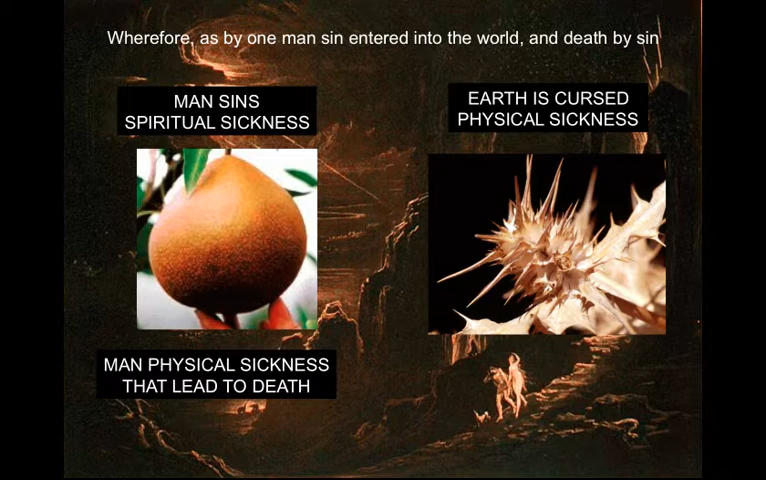 Wherefore, as by one man sin entered into the world, and death by sin
MAN SINS
SPIRITUAL SICKNESS
EARTH IS CURSED
PHYSICAL SICKNESS
MAN PHYSICAL SICKNESS
THAT LEAD TO DEATH